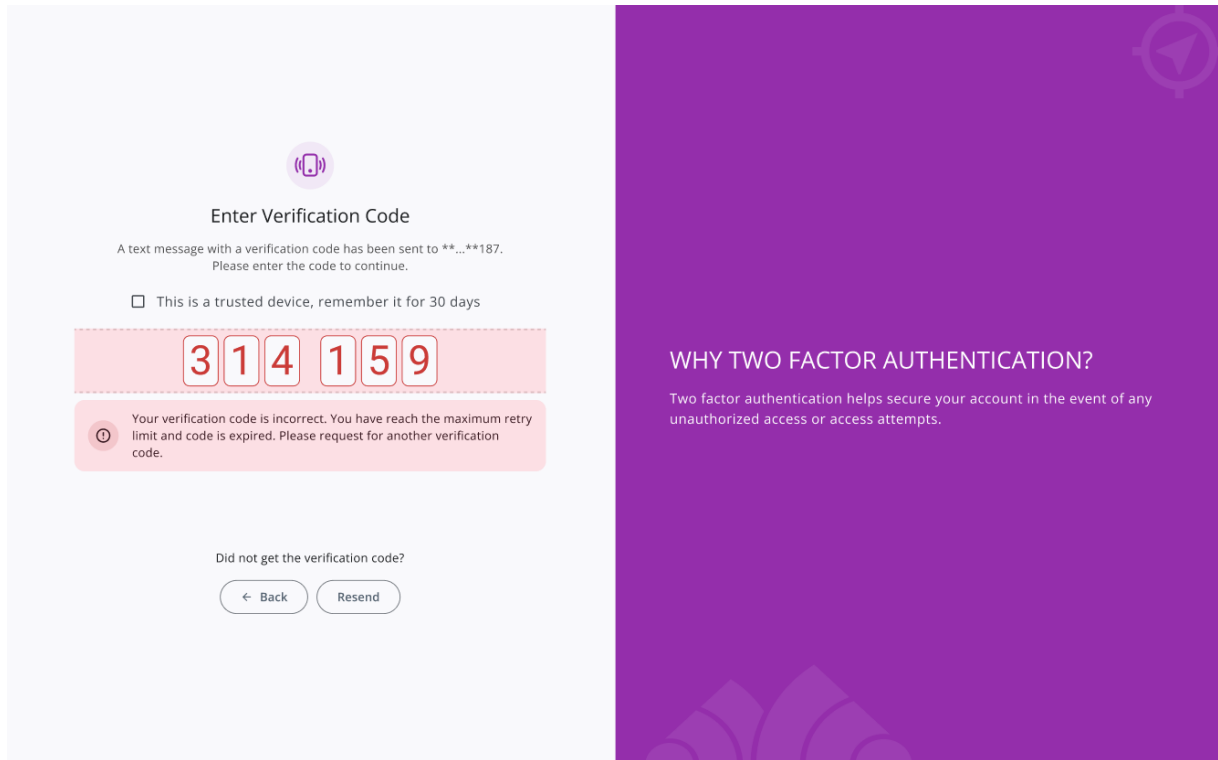 Enter Verification Code
A text message with a verification code has been sent to **...**187.
Please enter the code to continue.
This is a trusted device, remember it for 30 days
314 159
Your verification code is incorrect. You have reach the maximum retry
limit and code is expired. Please request for another verification
code.
Did not get the verification code?
← Back
Resend
WHY TWO FACTOR AUTHENTICATION?
Two factor authentication helps secure your account in the event of any
unauthorized access or access attempts.